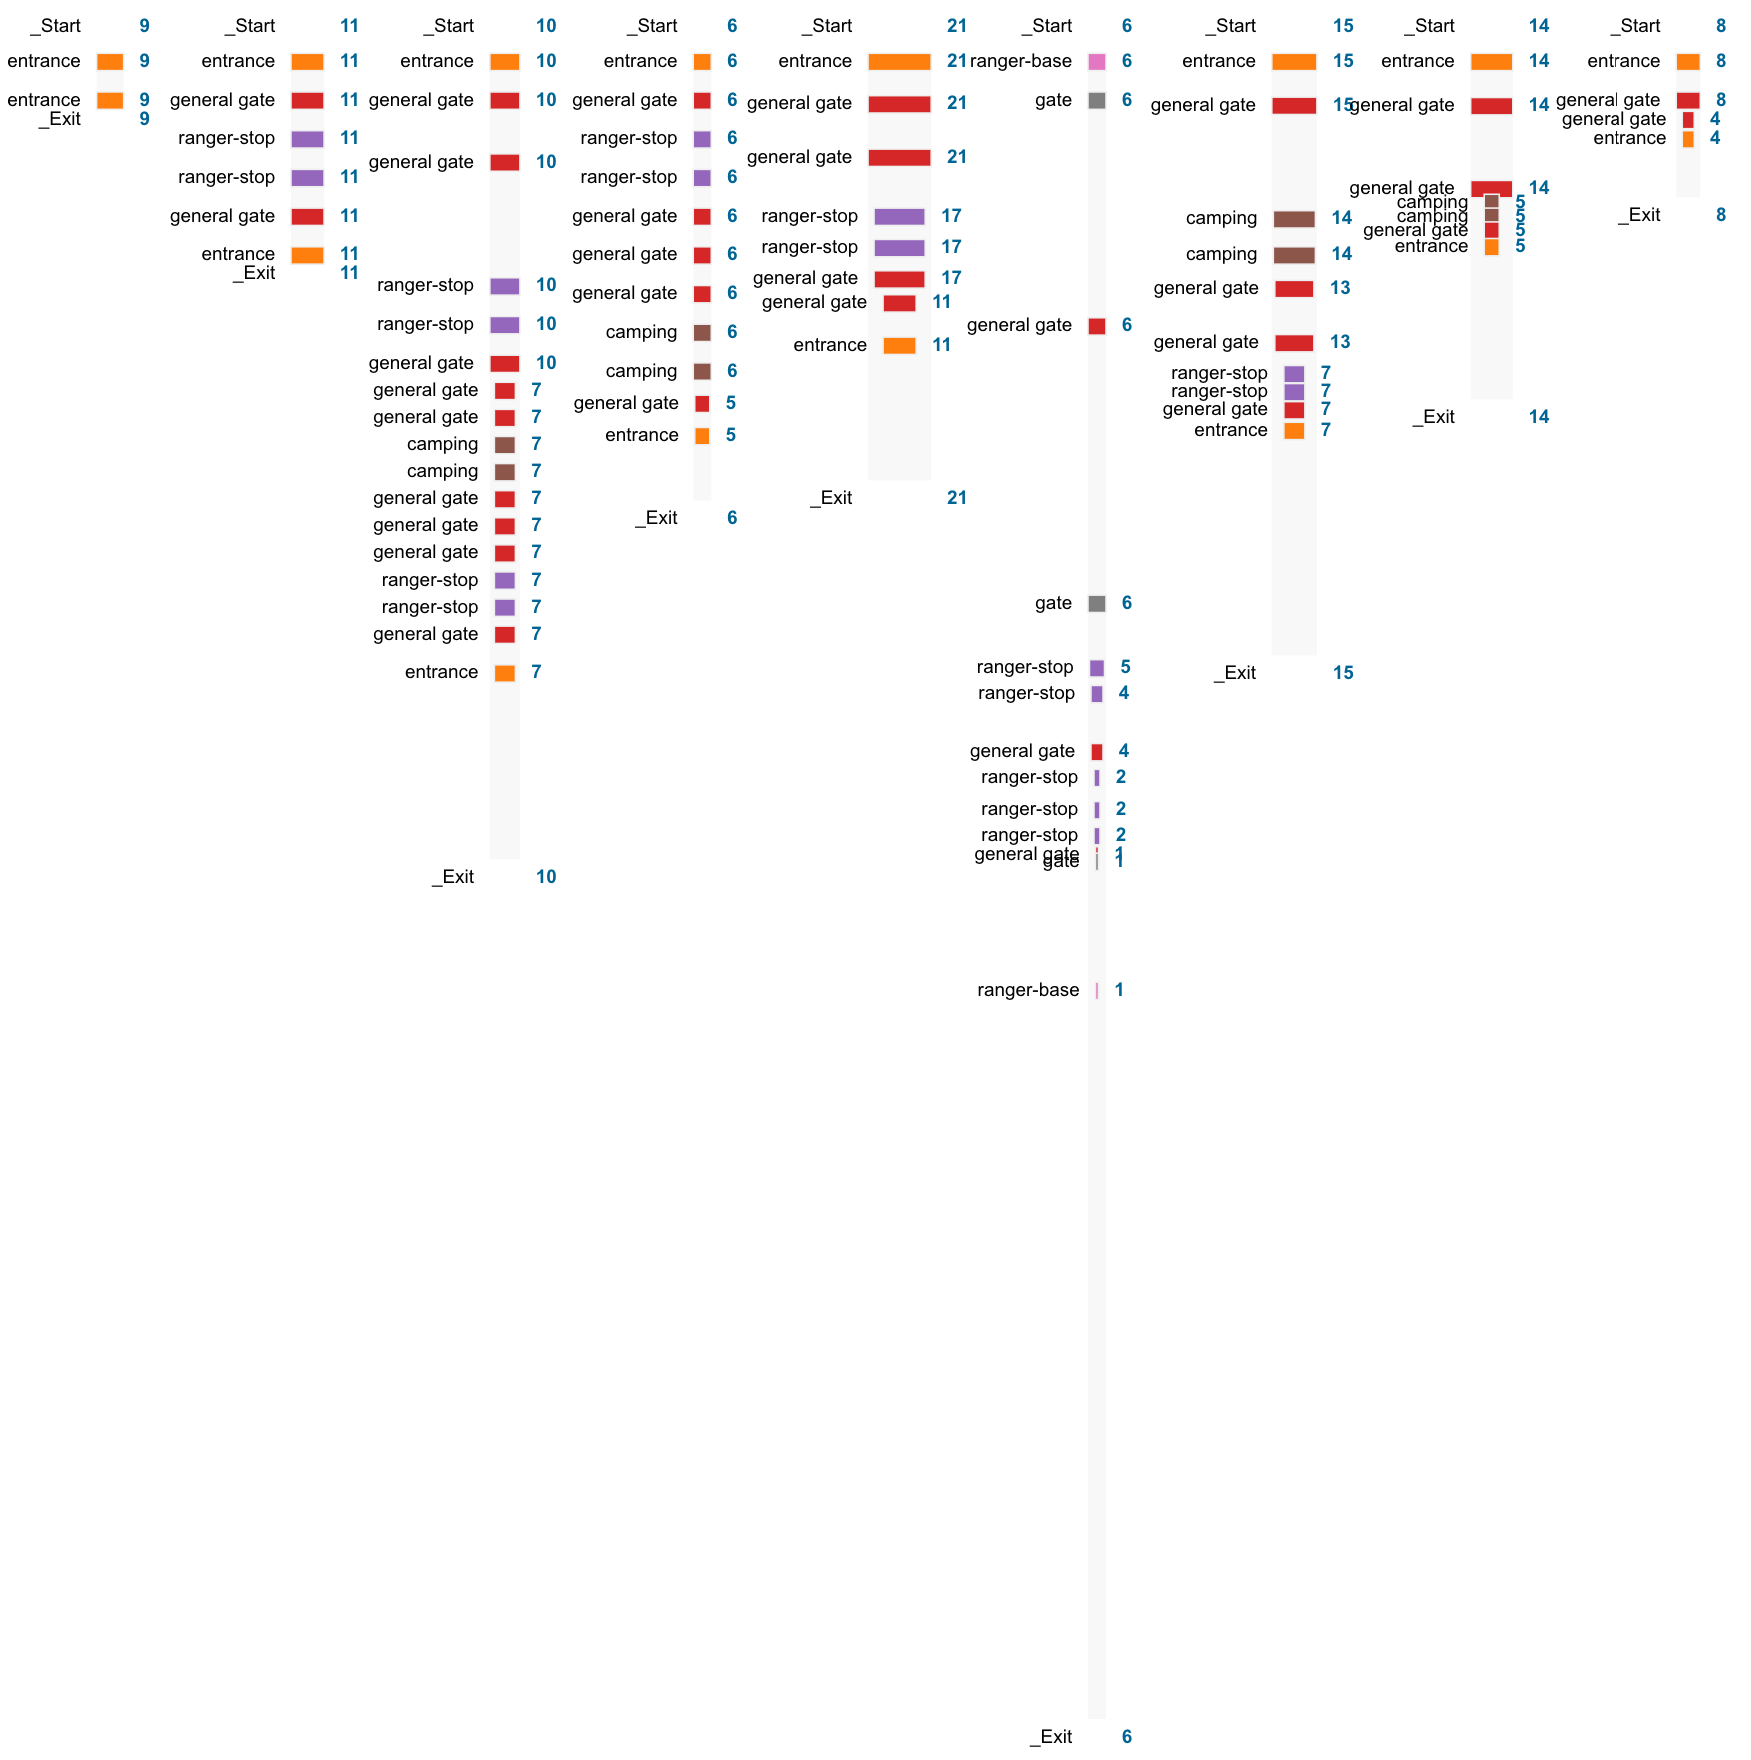 _Start 9
entrance 9
entrance 9
_Exit 9
_Start 11
entrance 11
general gate 11
ranger-stop 11
ranger-stop 11
general gate 11
entrance 11
_Exit 11
_Start 10
entrance 10
general gate 10
general gate 10
ranger-stop 10
ranger-stop 10
general gate 10
general gate 7
general gate 7
camping 7
camping 7
general gate 7
general gate 7
general gate 7
ranger-stop 7
ranger-stop 7
general gate 7
entrance 7
_Exit 10
_Start 6
entrance 6
general gate 6
ranger-stop 6
ranger-stop 6
general gate 6
general gate 6
general gate 6
camping 6
camping 6
general gate 5
entrance 5
_Exit 6
_Start 21
entrance 21
general gate 21
general gate 21
ranger-stop 17
ranger-stop 17
general gate 17
general gate 11
entrance 11
_Exit 21
_Start 6
ranger-base 6
gate 6
general gate 6
gate 6
ranger-stop 5
ranger-stop 4
general gate 4
ranger-stop 2
ranger-stop 2
ranger-stop 2
general gate 1
gate 1
ranger-base 1
_Exit 6
_Start 15
entrance 15
general gate 15
camping 14
camping 14
general gate 13
general gate 13
ranger-stop 7
ranger-stop 7
general gate 7
entrance 7
_Exit 15
_Start 14
entrance 14
general gate 14
general gate 14
camping 5
camping 5
general gate 5
entrance 5
_Exit 14
_Start 8
entrance 8
general gate 8
general gate 4
entrance 4
_Exit 8